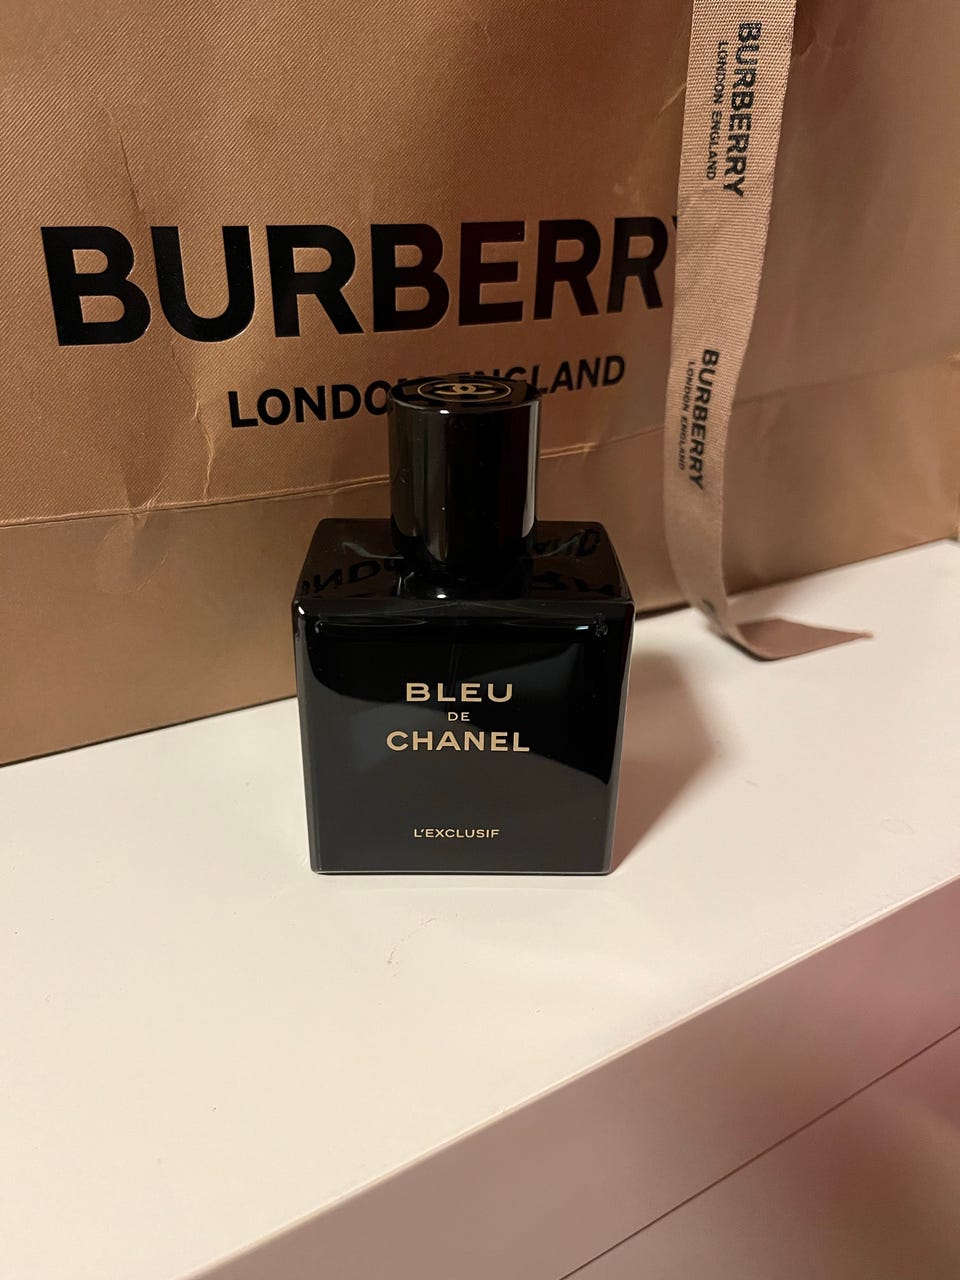 BURBERRY
LONDON ENGLAND
BURBERRY
LONDON ENGLAND
BURBERRY
LONDON ENGLAND
BLEU
DE
CHANEL
L'EXCLUSIF